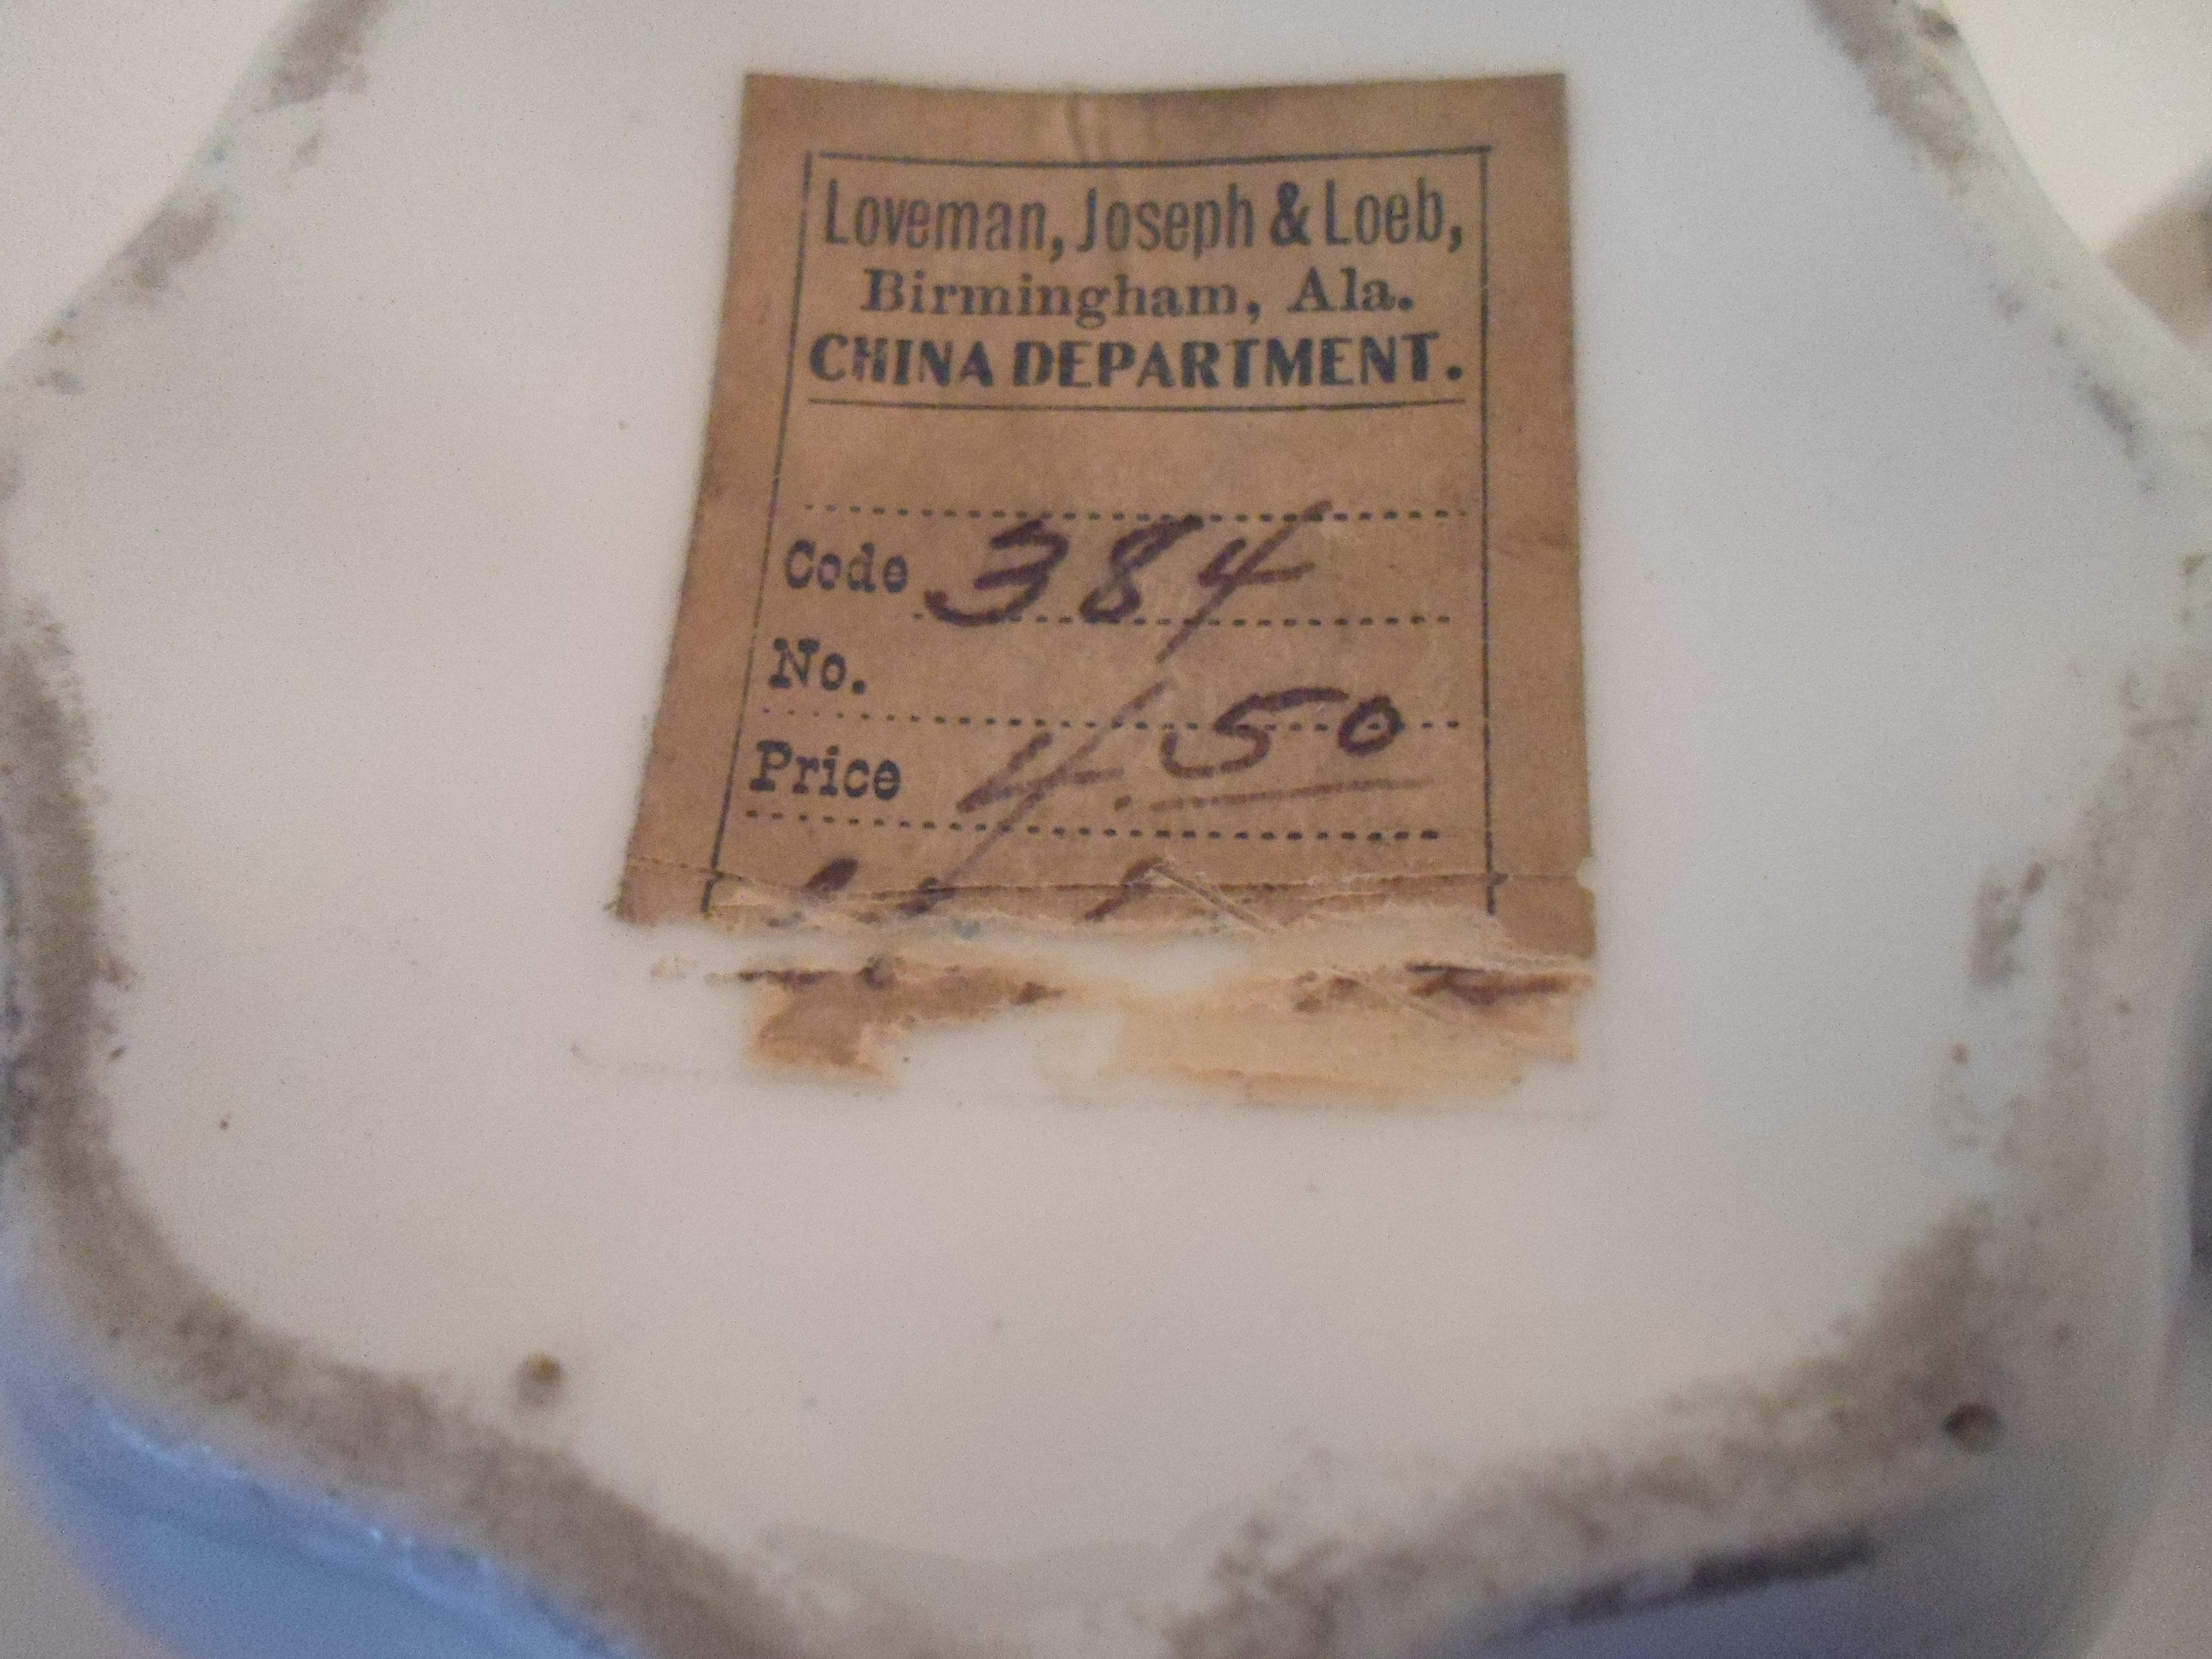 Loveman, Joseph & Loeb,
Birmingham, Ala.
CHINA DEPARTMENT.
Code 384
No.
Price 4.50